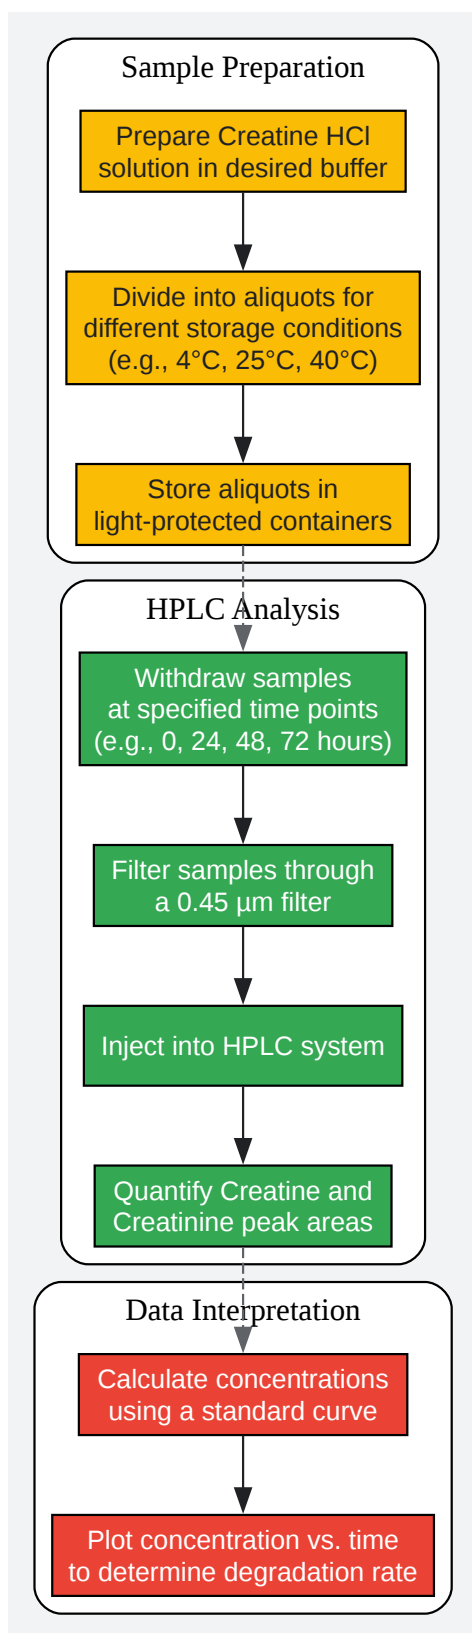 Sample Preparation
Prepare Creatine HCl
solution in desired buffer
Divide into aliquots for
different storage conditions
(e.g., 4°C, 25°C, 40°C)
Store aliquots in
light-protected containers
HPLC Analysis
Withdraw samples
at specified time points
(e.g., 0, 24, 48, 72 hours)
Filter samples through
a 0.45 µm filter
Inject into HPLC system
Quantify Creatine and
Creatinine peak areas
Data Interpretation
Calculate concentrations
using a standard curve
Plot concentration vs. time
to determine degradation rate